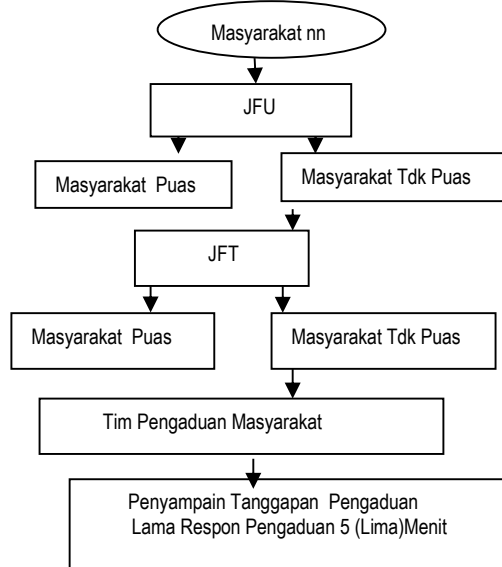 Masyarakat nn
JFU
Masyarakat Puas
Masyarakat Tdk Puas
JFT
Masyarakat Puas
Masyarakat Tdk Puas
Tim Pengaduan Masyarakat
Penyampain Tanggapan Pengaduan
Lama Respon Pengaduan 5 (Lima)Menit